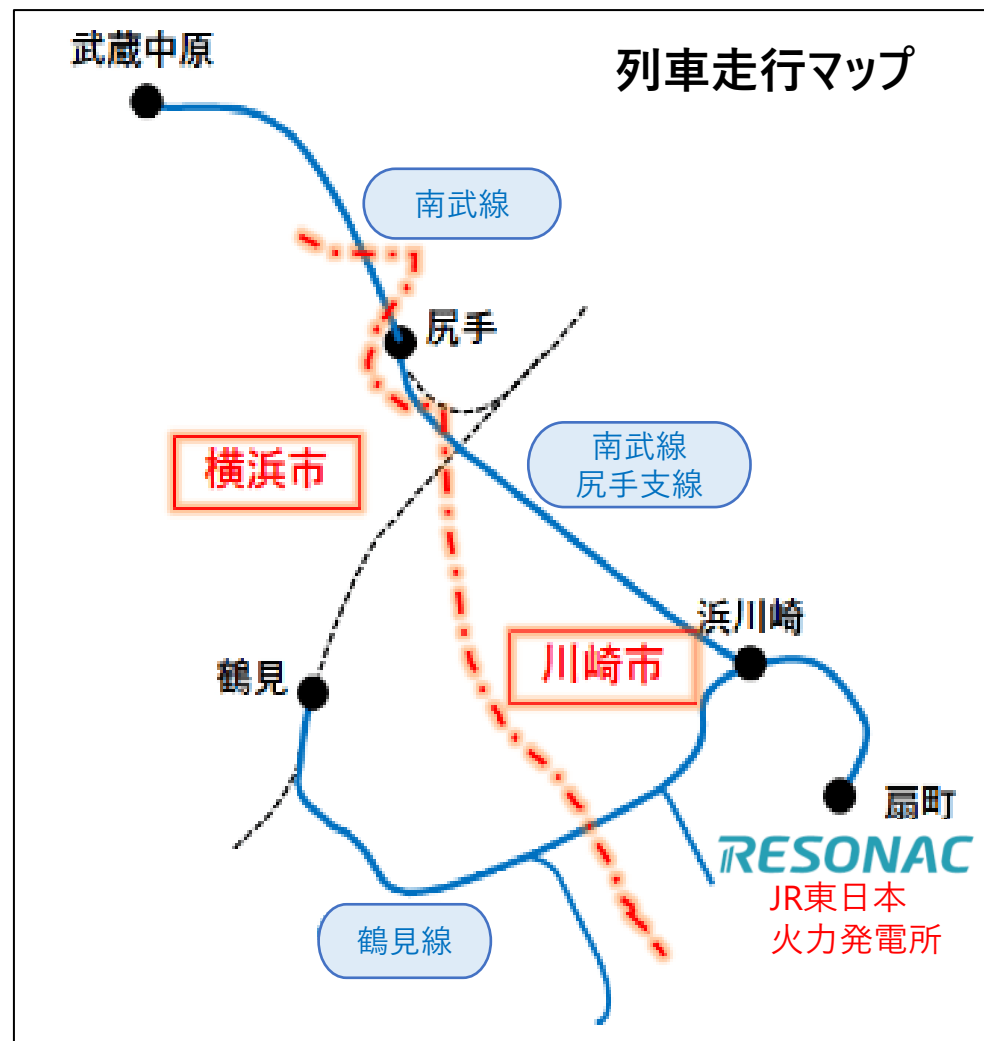 武蔵中原
列車走行マップ
南武線
尻手
横浜市
南武線
尻手支線
浜川崎
川崎市
鶴見
扇町
RESONAC
JR東日本
火力発電所
鶴見線